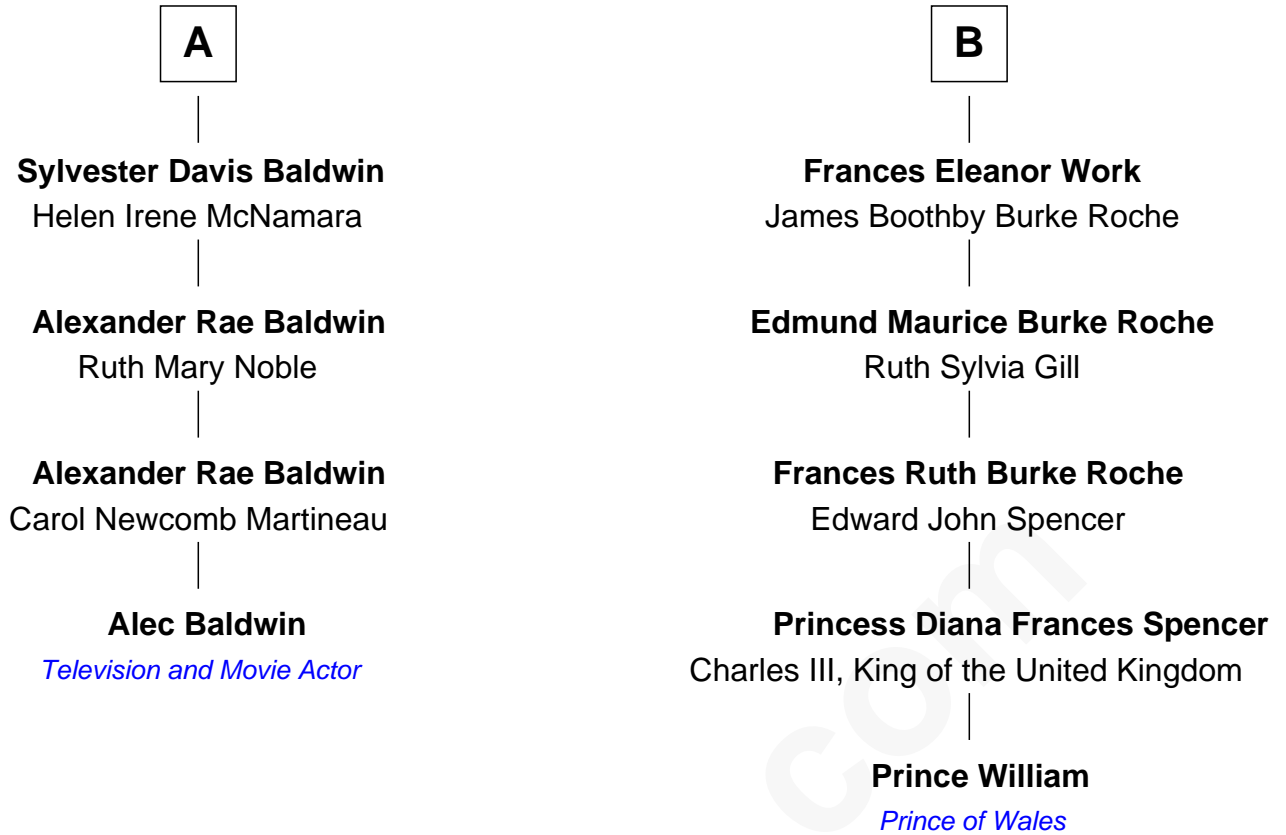 A
Sylvester Davis Baldwin
Helen Irene McNamara
Alexander Rae Baldwin
Ruth Mary Noble
Alexander Rae Baldwin
Carol Newcomb Martineau
Alec Baldwin
Television and Movie Actor
B
Frances Eleanor Work
James Boothby Burke Roche
Edmund Maurice Burke Roche
Ruth Sylvia Gill
Frances Ruth Burke Roche
Edward John Spencer
Princess Diana Frances Spencer
Charles III, King of the United Kingdom
Prince William
Prince of Wales
com